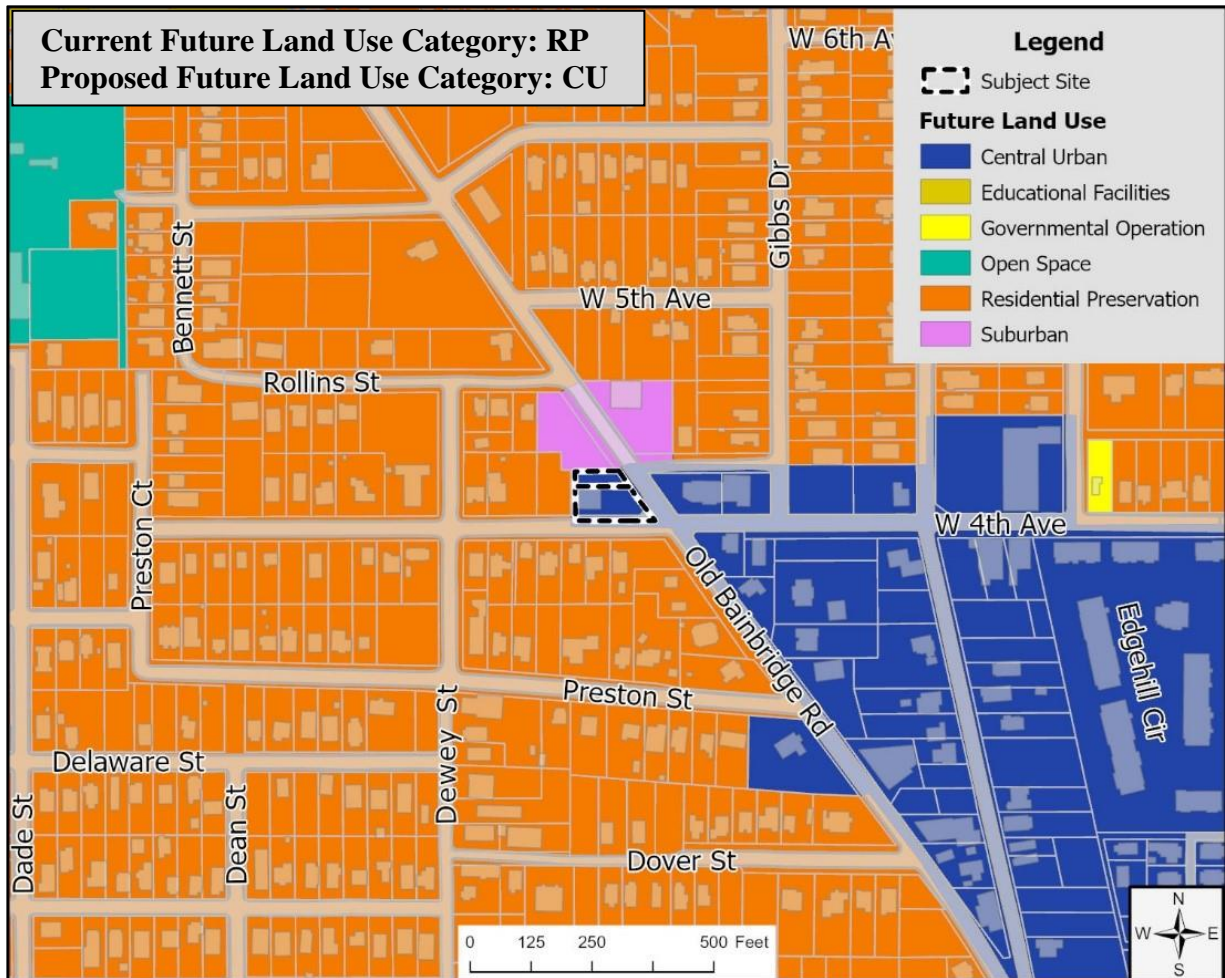 Current Future Land Use Category: RP
Proposed Future Land Use Category: CU
W 6th Av
Legend
Subject Site
Future Land Use
Central Urban
Educational Facilities
Governmental Operation
Open Space
Residential Preservation
Suburban
Bennett St
Gibbs Dr
W 5th Ave
Rollins St
Preston Ct
W 4th Ave
Old Bainbridge Rd
Edgehill Cir
Preston St
Delaware St
Dewey St
Dade St
Dean St
Dover St
0 125 250 500 Feet
N
W E
S